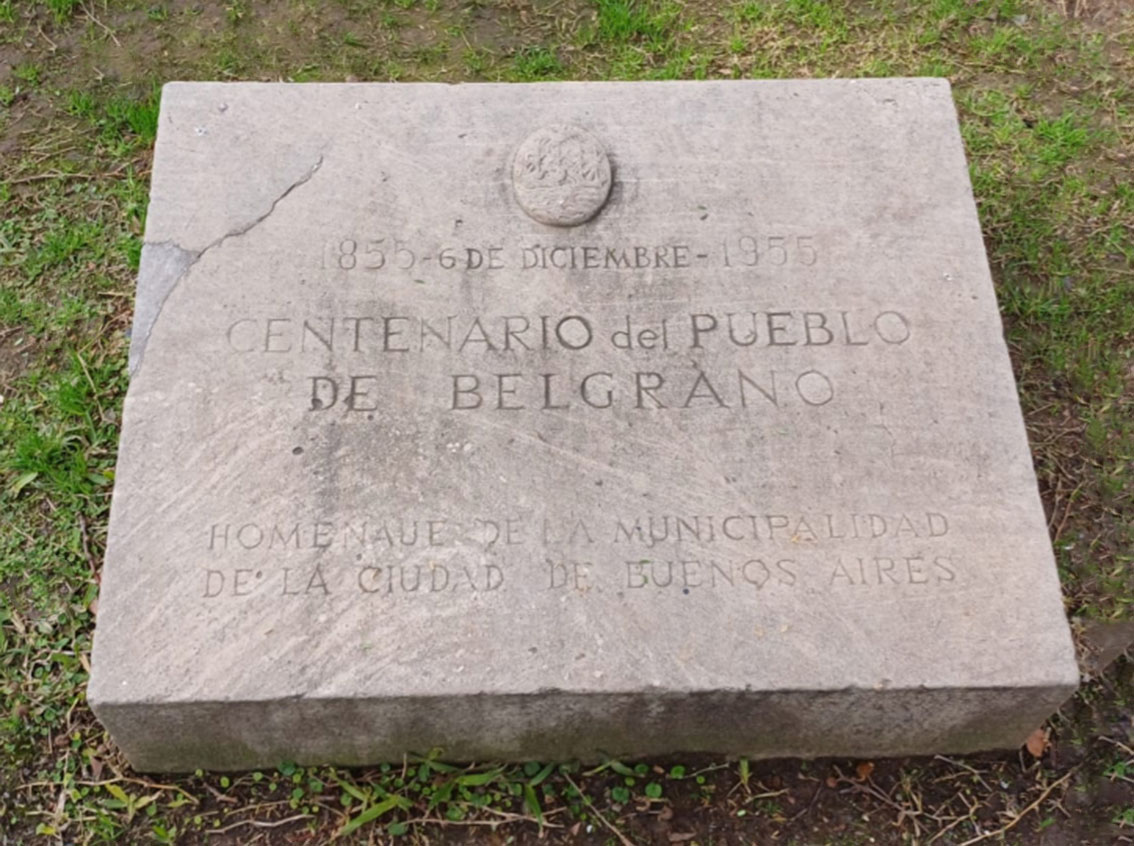 1855-6 DE DICIEMBRE-1955
CENTENARIO del PUEBLO
DE BELGRANO
HOMENAUE DE LA MUNICIPALIDAD
DE LA CIUDAD DE BUENOS AIRES